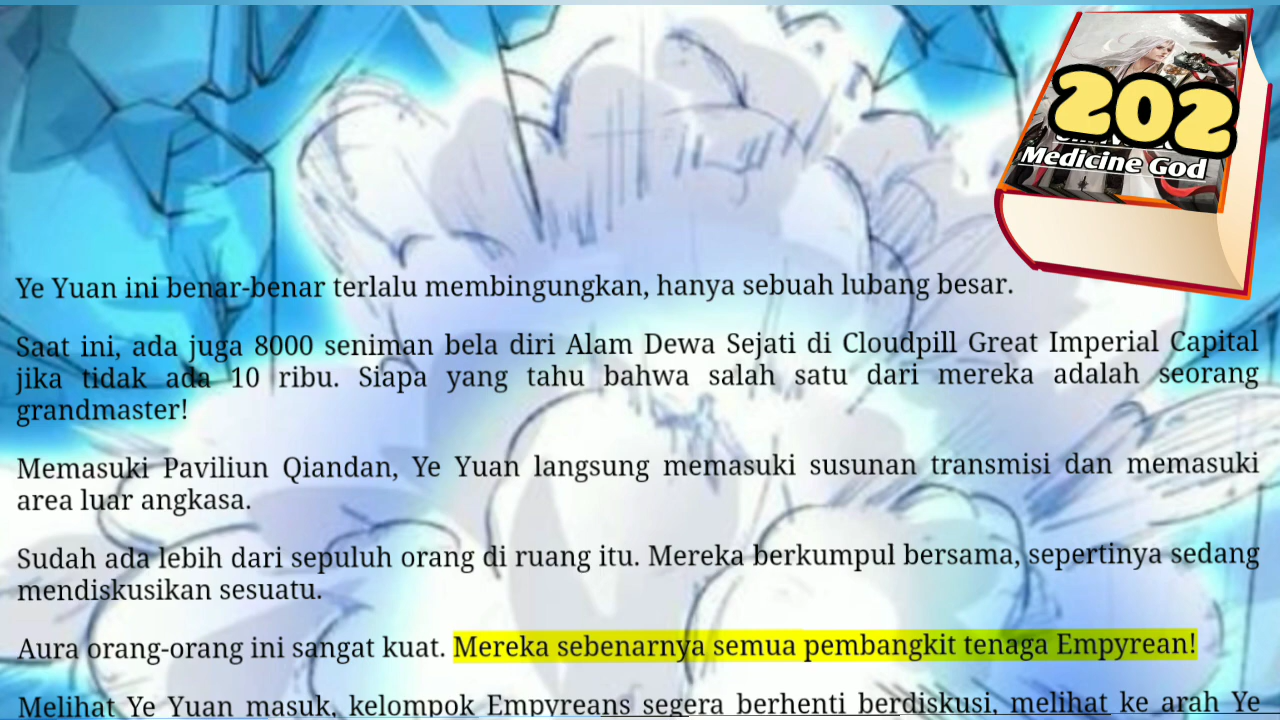 202
Medicine God
Ye Yuan ini benar-benar terlalu membingungkan, hanya sebuah lubang besar.
Saat ini, ada juga 8000 seniman bela diri Alam Dewa Sejati di Cloudpill Great Imperial Capital
jika tidak ada 10 ribu. Siapa yang tahu bahwa salah satu dari mereka adalah seorang
grandmaster!
Memasuki Paviliun Qiandan, Ye Yuan langsung memasuki susunan transmisi dan memasuki
area luar angkasa.
Sudah ada lebih dari sepuluh orang di ruang itu. Mereka berkumpul bersama, sepertinya sedang
mendiskusikan sesuatu.
Aura orang-orang ini sangat kuat. Mereka sebenarnya semua pembangkit tenaga Empyrean!
Melihat Ye Yuan masuk, kelompok Empyreans segera berhenti berdiskusi, melihat ke arah Ye